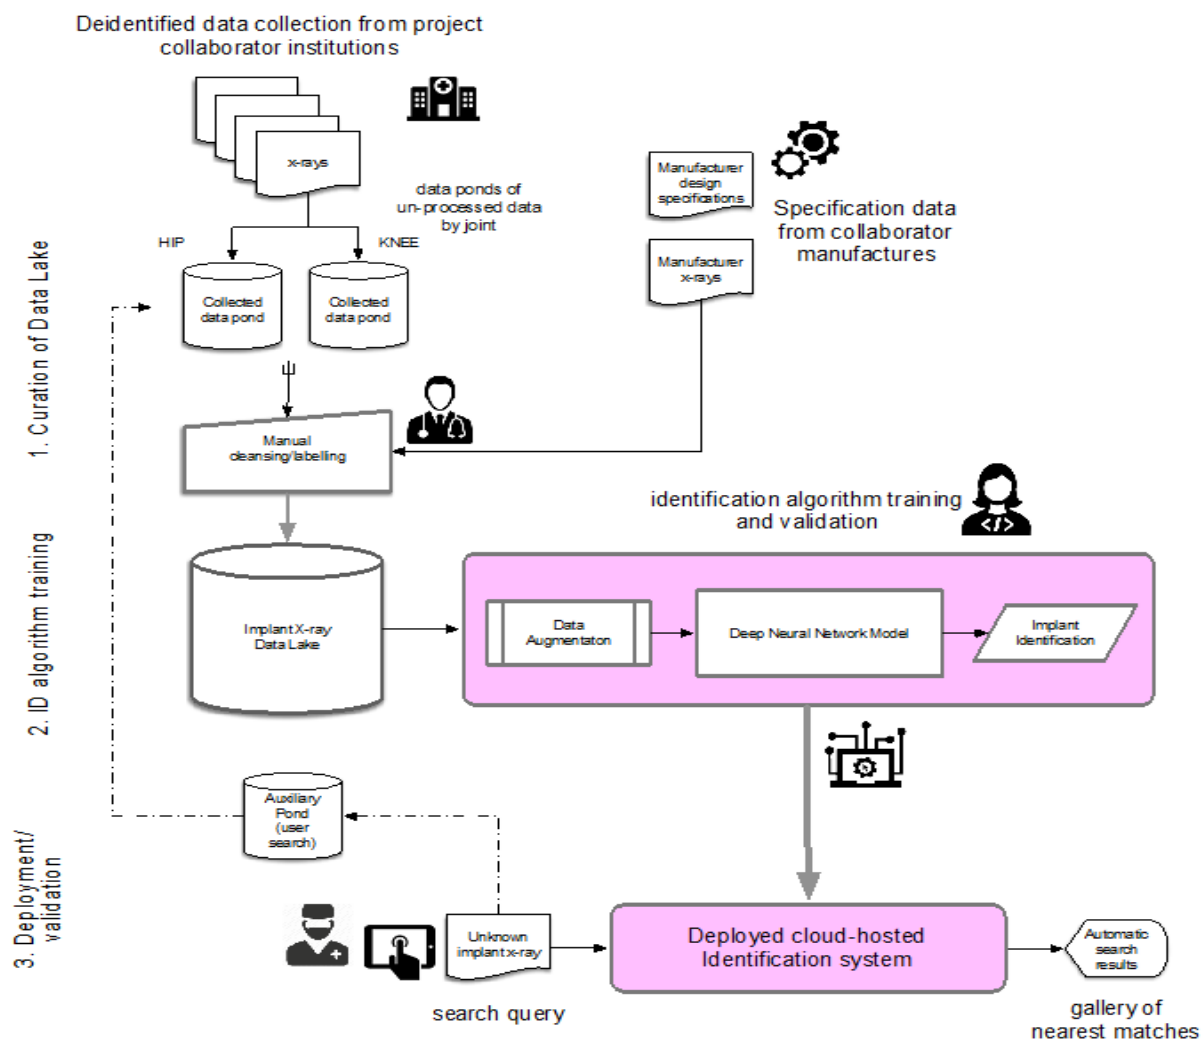 Deidentified data collection from project
collaborator institutions
x-rays
data ponds of
un-processed data
by joint
HIP
KNEE
Collected
data pond
Collected
data pond
Manufacturer
design
specifications
Specification data
from collaborator
manufactures
Manufacturer
x-rays
1. Curation of Data Lake
Manual
cleansing/labelling
identification algorithm training
and validation
</>
2. ID algorithm training
Implant X-ray
Data Lake
Data
Augmentaton
Deep Neural Network Model
Implant
Identification
3. Deployment/
validation
Auxiliary
Pond
(user
search)
Unknown
implant x-ray
search query
Deployed cloud-hosted
Identification system
Automatic
search
results
gallery of
nearest matches